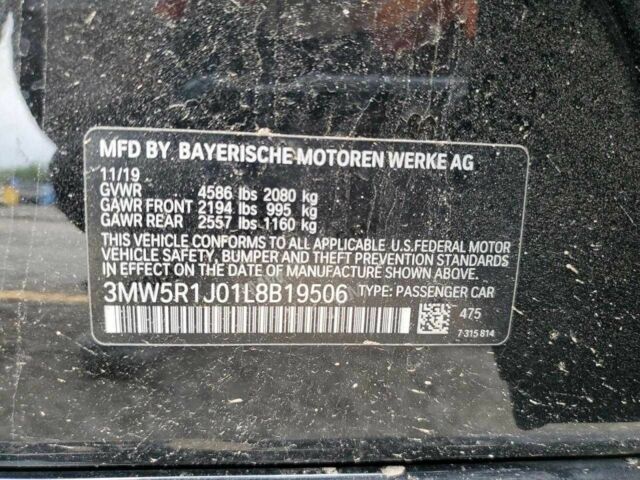 MFD BY BAYERISCHE MOTOREN WERKE AG
11/19
GVWR 4586 lbs 2080 kg
GAWR FRONT 2194 lbs 995 kg
GAWR REAR 2557 lbs 1160 kg
THIS VEHICLE CONFORMS TO ALL APPLICABLE U.S.FEDERAL MOTOR
VEHICLE SAFETY, BUMPER AND THEFT PREVENTION STANDARDS
IN EFFECT ON THE DATE OF MANUFACTURE SHOWN ABOVE
3MW5R1J01L8B19506 TYPE: PASSENGER CAR
475
7 315 814